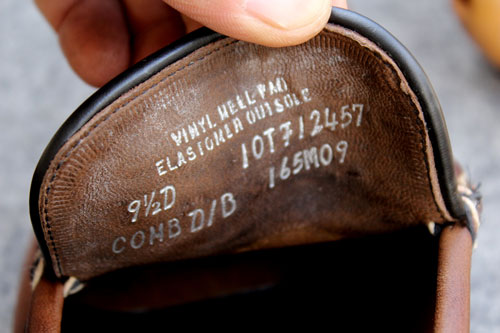 VINYL HEEL PAD
ELASTOMER OUTSOLE
10T712457
9½D 165M09
COMB D/B